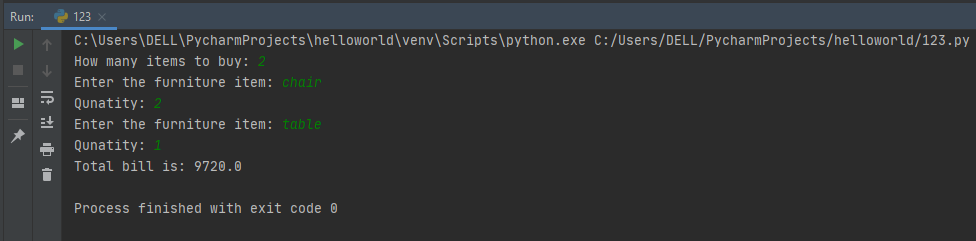 Run: 123
C:\Users\DELL\PycharmProjects\helloworld\venv\Scripts\python.exe C:/Users/DELL/PycharmProjects/helloworld/123.py
How many items to buy: 2
Enter the furniture item: chair
Qunatity: 2
Enter the furniture item: table
Qunatity: 1
Total bill is: 9720.0
Process finished with exit code 0